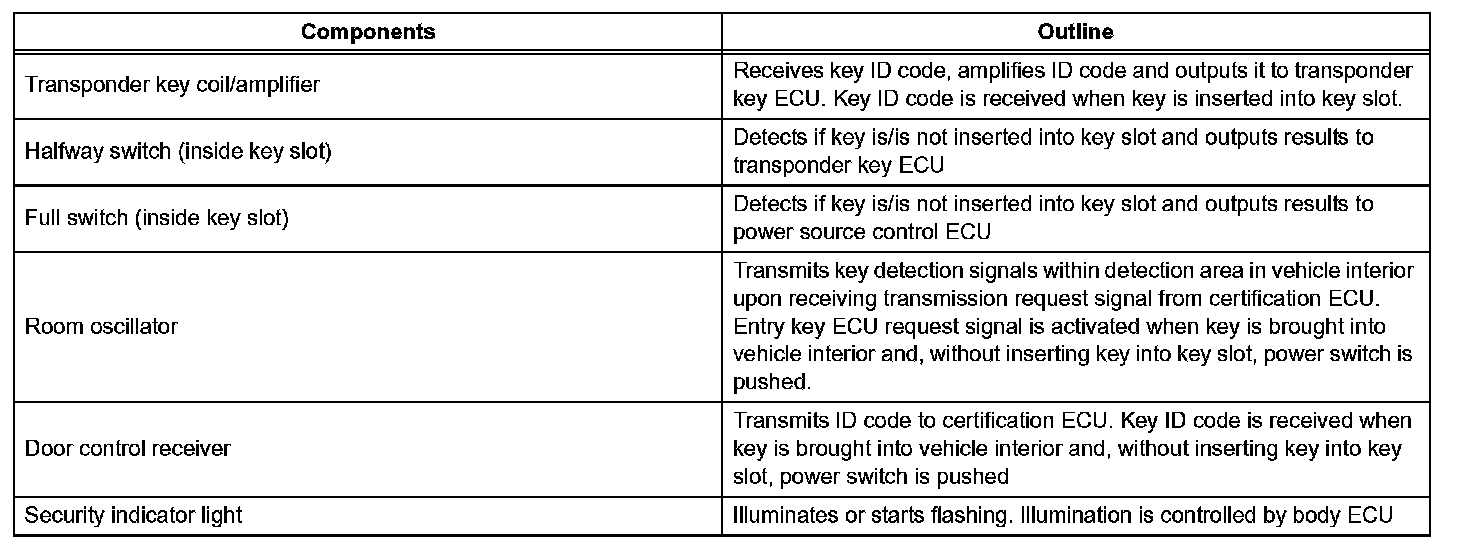 Components
Outline
Transponder key coil/amplifier
Receives key ID code, amplifies ID code and outputs it to transponder
key ECU. Key ID code is received when key is inserted into key slot.
Halfway switch (inside key slot)
Detects if key is/is not inserted into key slot and outputs results to
transponder key ECU
Full switch (inside key slot)
Detects if key is/is not inserted into key slot and outputs results to
power source control ECU
Room oscillator
Transmits key detection signals within detection area in vehicle interior
upon receiving transmission request signal from certification ECU.
Entry key ECU request signal is activated when key is brought into
vehicle interior and, without inserting key into key slot, power switch is
pushed.
Door control receiver
Transmits ID code to certification ECU. Key ID code is received when
key is brought into vehicle interior and, without inserting key into key
slot, power switch is pushed
Security indicator light
Illuminates or starts flashing. Illumination is controlled by body ECU